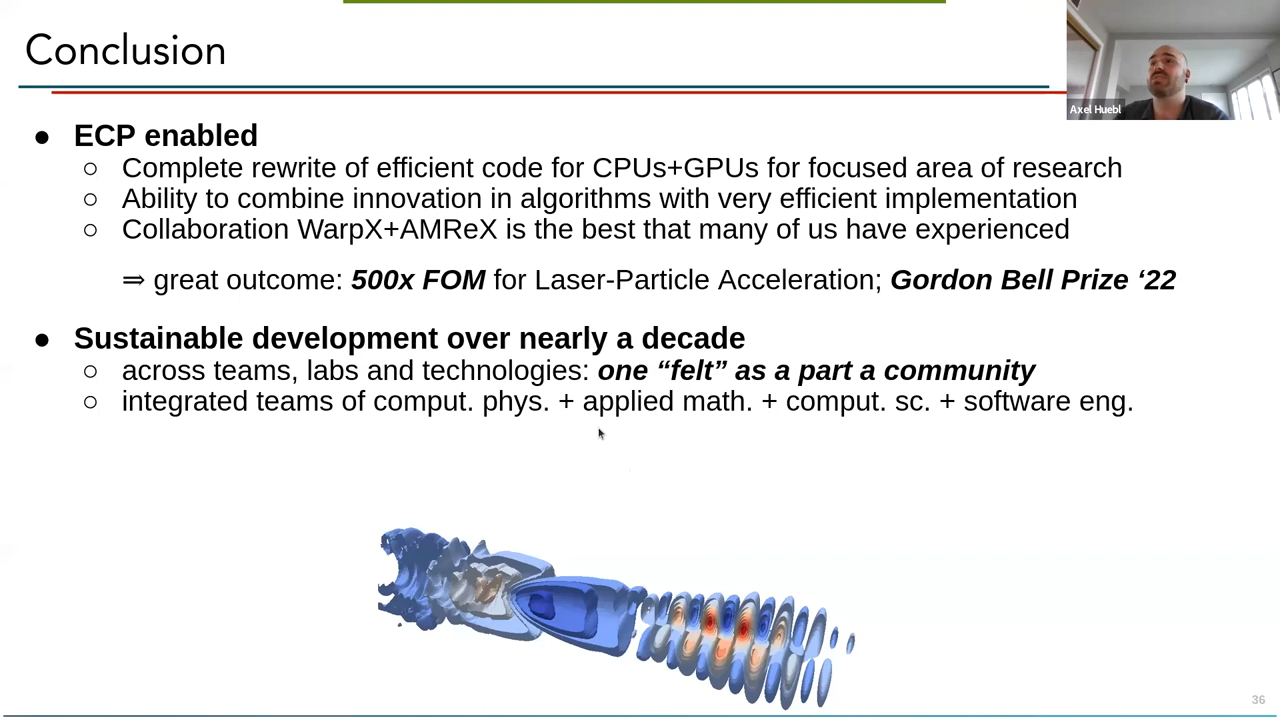 Conclusion
Axel Huebl
● ECP enabled
○ Complete rewrite of efficient code for CPUs+GPUs for focused area of research
○ Ability to combine innovation in algorithms with very efficient implementation
○ Collaboration WarpX+AMReX is the best that many of us have experienced
⇒ great outcome: 500x FOM for Laser-Particle Acceleration; Gordon Bell Prize ‘22
● Sustainable development over nearly a decade
○ across teams, labs and technologies: one “felt” as a part a community
○ integrated teams of comput. phys. + applied math. + comput. sc. + software eng.
36